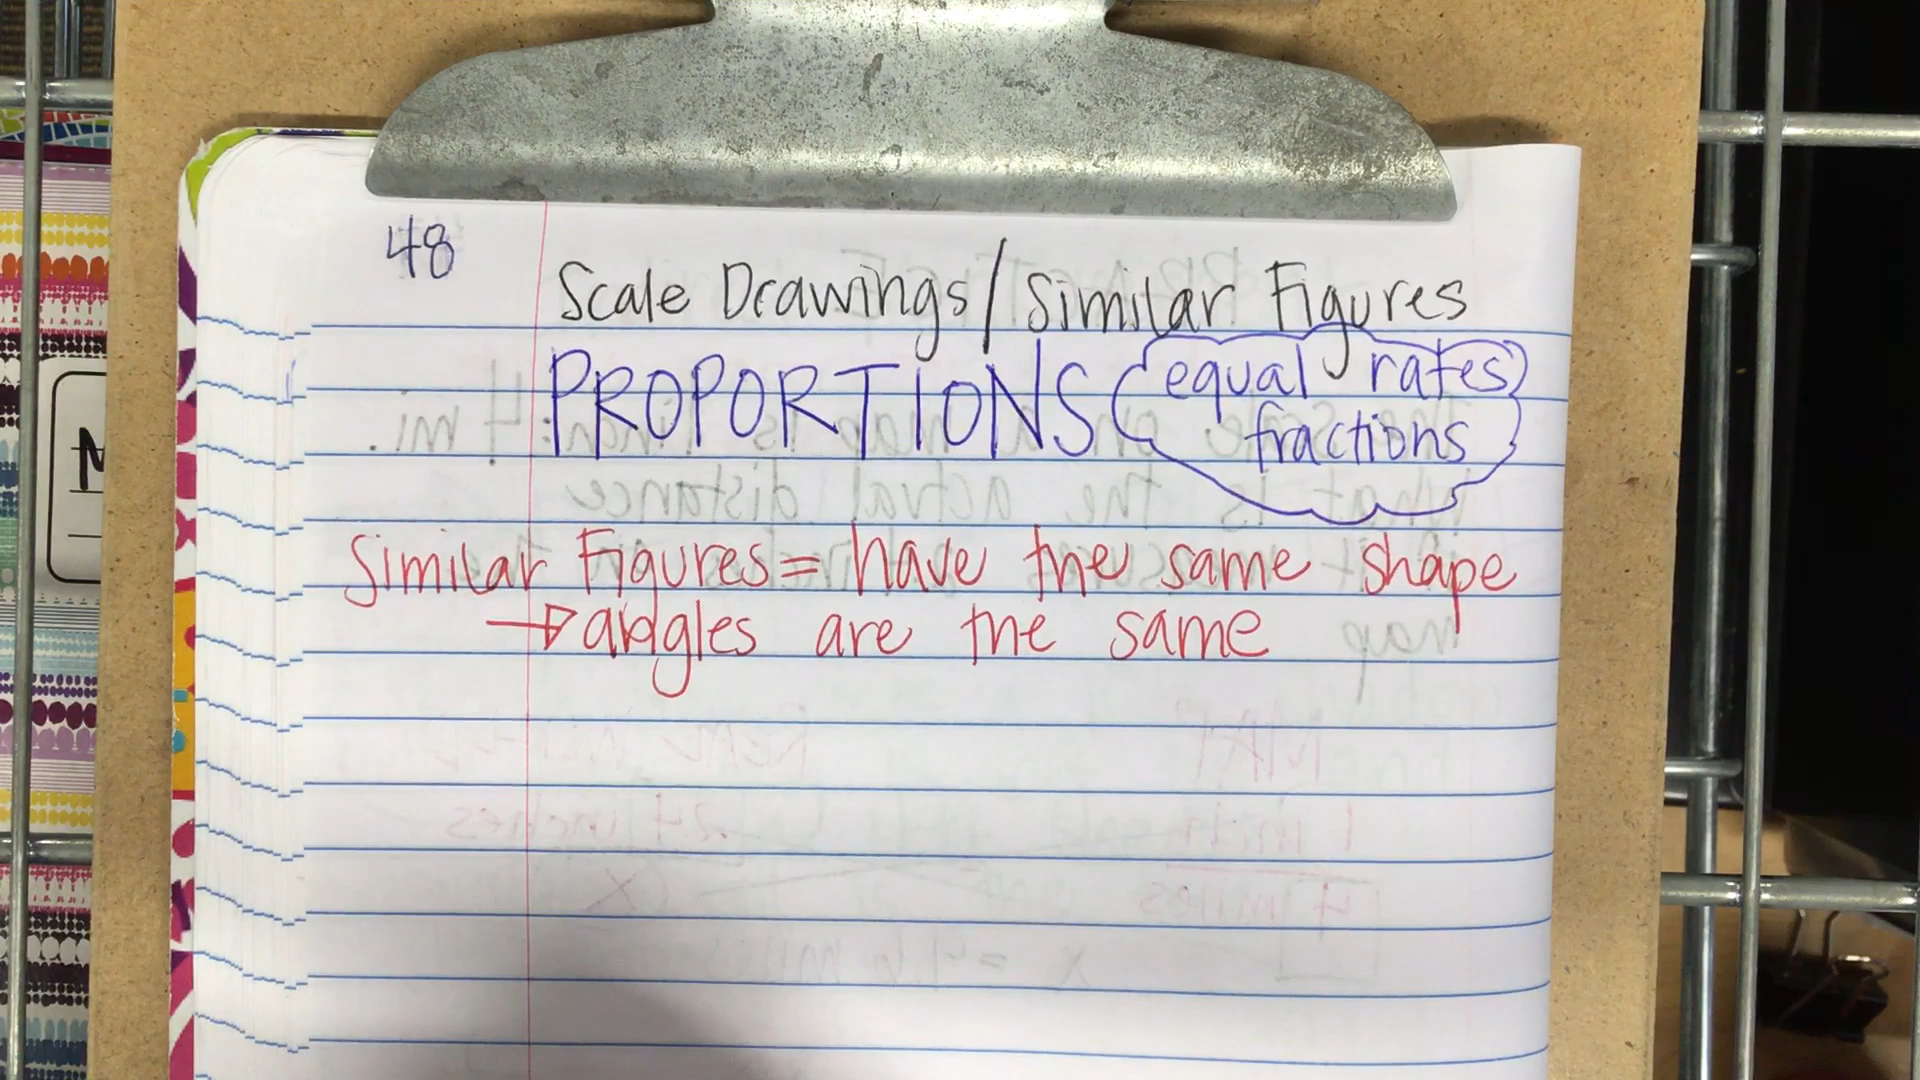 48
Scale Drawings/Similar Figures
PROPORTIONS (equal rates
fractions
Similar Figures = have the same shape
→ angles are the same
M